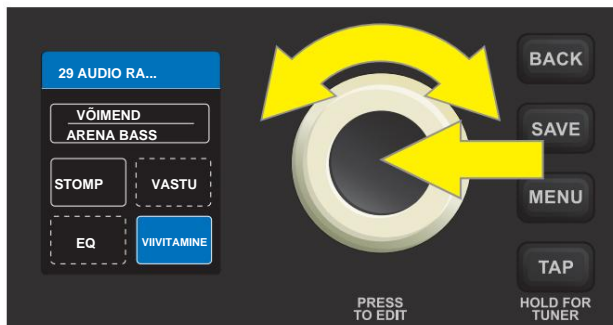 29 AUDIO RA...
VÕIMEND
ARENA BASS
STOMP
VASTU
EQ
VIIVITAMINE
BACK
SAVE
MENU
TAP
PRESS
TO EDIT
HOLD FOR
TUNER